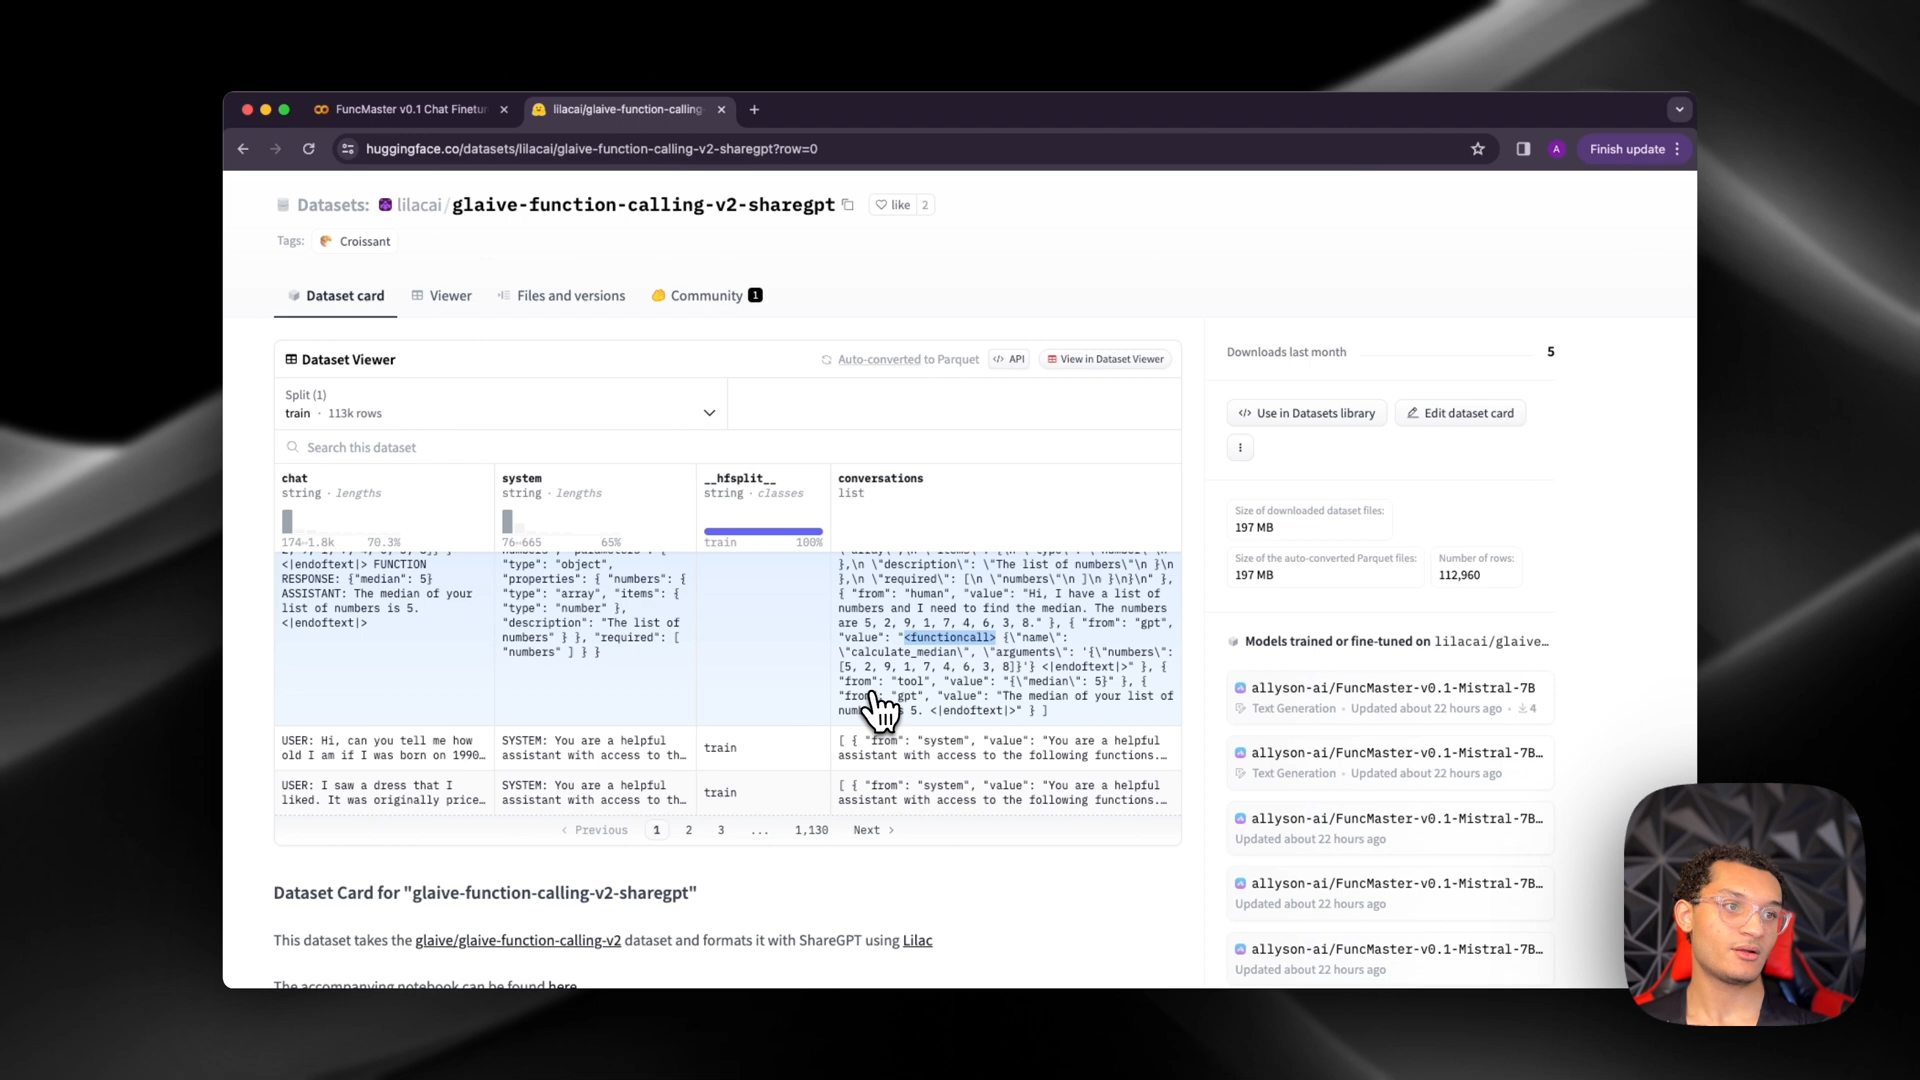 FuncMaster v0.1 Chat Finetun
lilacai/glaive-function-calling-
huggingface.co/datasets/lilacai/glaive-function-calling-v2-sharegpt?row=0
A
Finish update
Datasets: lilacai/glaive-function-calling-v2-sharegpt
like 2
Tags: Croissant
Dataset card
Viewer
Files and versions
Community 1
Dataset Viewer
Auto-converted to Parquet
API
View in Dataset Viewer
Split (1)
train · 113k rows
Search this dataset
chat
string · lengths
174↔1.8k 70.3%
system
string · lengths
76↔665 65%
__hfsplit__
string · classes
train 100%
conversations
list
<|endoftext|> FUNCTION
RESPONSE: {"median": 5}
ASSISTANT: The median of your
list of numbers is 5.
<|endoftext|>
"type": "object",
"properties": { "numbers": {
"type": "array", "items": {
"type": "number" },
"description": "The list of
numbers" } }, "required": [
"numbers" ] } }
},\n \"description\": \"The list of numbers\"\n }\n
},\n \"required\": [\n \"numbers\"\n ]\n }\n}\n" },
{ "from": "human", "value": "Hi, I have a list of
numbers and I need to find the median. The numbers
are 5, 2, 9, 1, 7, 4, 6, 3, 8." }, { "from": "gpt",
"value": "<functioncall> {\"name\":
\"calculate_median\", \"arguments\": '{\"numbers\":
[5, 2, 9, 1, 7, 4, 6, 3, 8]}'} <|endoftext|>" }, {
"from": "tool", "value": "{\"median\": 5}" }, {
"from": "gpt", "value": "The median of your list of
5. <|endoftext|>" } ]
USER: Hi, can you tell me how
old I am if I was born on 1990…
SYSTEM: You are a helpful
assistant with access to th…
train
[ { "from": "system", "value": "You are a helpful
assistant with access to the following functions.…
USER: I saw a dress that I
liked. It was originally price…
SYSTEM: You are a helpful
assistant with access to th…
train
[ { "from": "system", "value": "You are a helpful
assistant with access to the following functions.…
< Previous 1 2 3 ... 1,130 Next >
Dataset Card for "glaive-function-calling-v2-sharegpt"
This dataset takes the glaive/glaive-function-calling-v2 dataset and formats it with ShareGPT using Lilac
The accompanying notebook can be found here
Downloads last month 5
Use in Datasets library
Edit dataset card
Size of downloaded dataset files:
197 MB
Size of the auto-converted Parquet files:
197 MB
Number of rows:
112,960
Models trained or fine-tuned on lilacai/glaive…
allyson-ai/FuncMaster-v0.1-Mistral-7B
Text Generation • Updated about 22 hours ago • 4
allyson-ai/FuncMaster-v0.1-Mistral-7B…
Text Generation • Updated about 22 hours ago
allyson-ai/FuncMaster-v0.1-Mistral-7B…
Updated about 22 hours ago
allyson-ai/FuncMaster-v0.1-Mistral-7B…
Updated about 22 hours ago
allyson-ai/FuncMaster-v0.1-Mistral-7B…
Updated about 22 hours ago